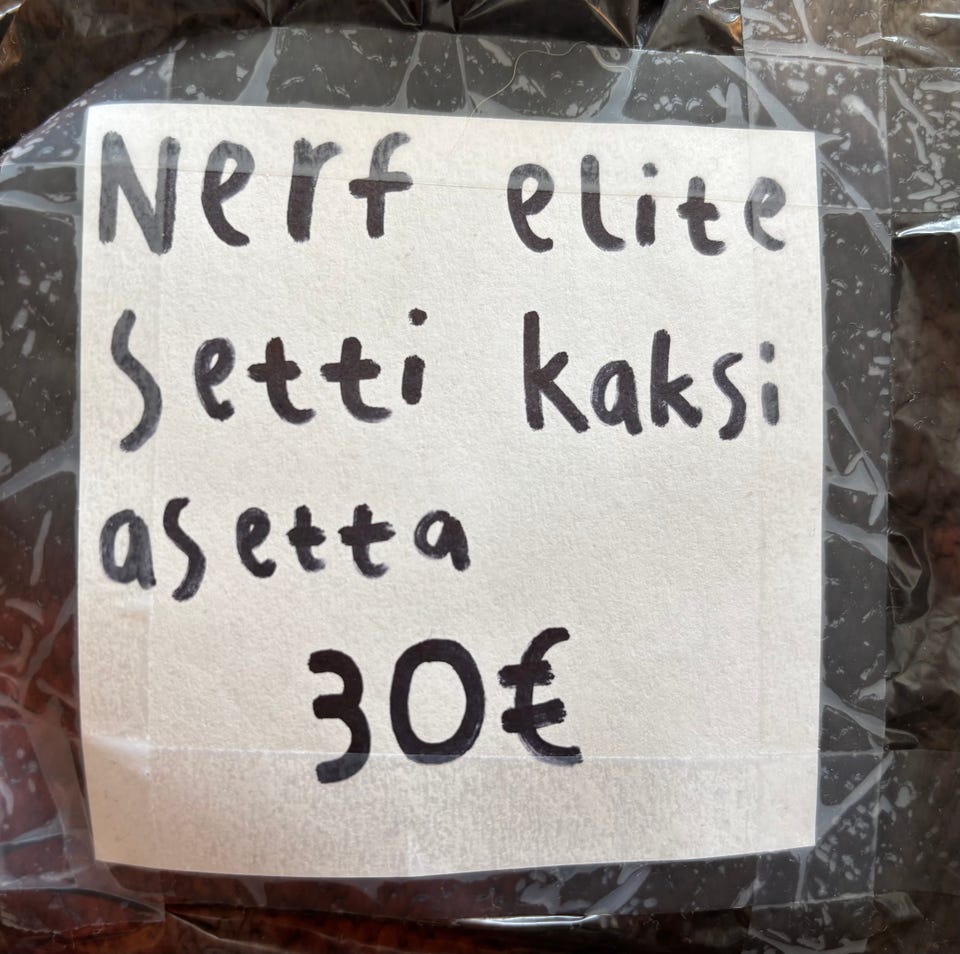 Nerf elite
Setti kaksi
asetta
30€